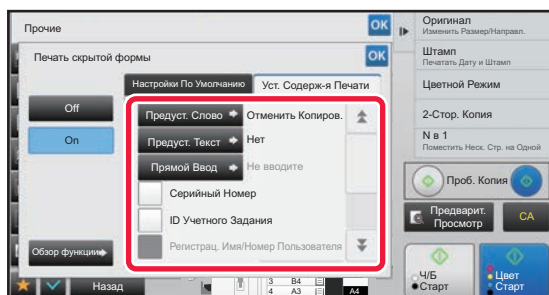 Прочие
OK
Печать скрытой формы
OK
Off
On
Обзор функции
Настройки По Умолчанию
Уст. Содерж-я Печати
Предуст. Слово
Отменить Копиров.
Предуст. Текст
Нет
Прямой Ввод
Не вводите
Серийный Номер
ID Учетного Задания
Регистрац. Имя/Номер Пользователя
Назад
3 B4
4 A3
A4
Оригинал
Изменить Размер/Направл.
Штамп
Печатать Дату и Штамп
Цветной Режим
2-Стор. Копия
N в 1
Поместить Неск. Стр. на Одной
Проб. Копия
Предварит.
Просмотр
CA
Ч/Б
Старт
Цвет
Старт